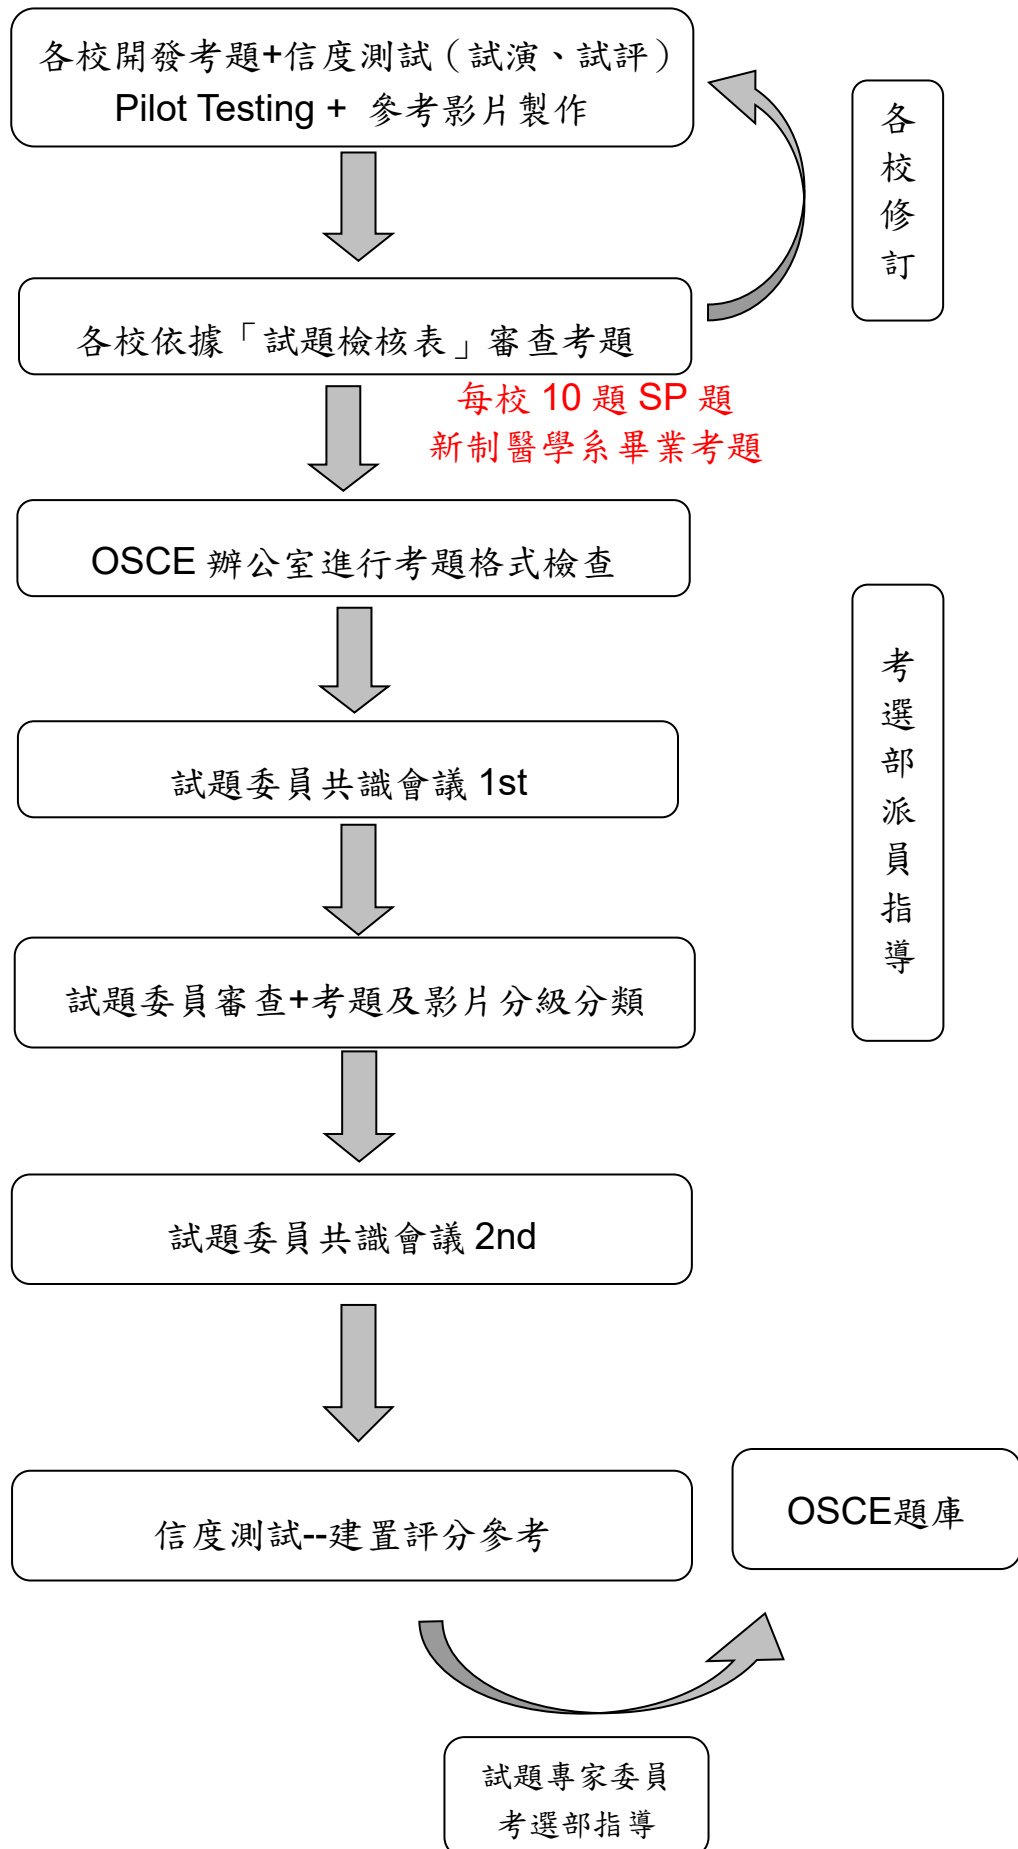 各校開發考題+信度測試（試演、試評）
Pilot Testing + 參考影片製作
各校修訂
各校依據「試題檢核表」審查考題
每校 10 題 SP 題
新制醫學系畢業考題
OSCE 辦公室進行考題格式檢查
考選部派員指導
試題委員共識會議 1st
試題委員審查+考題及影片分級分類
試題委員共識會議 2nd
信度測試--建置評分參考
OSCE題庫
試題專家委員
考選部指導